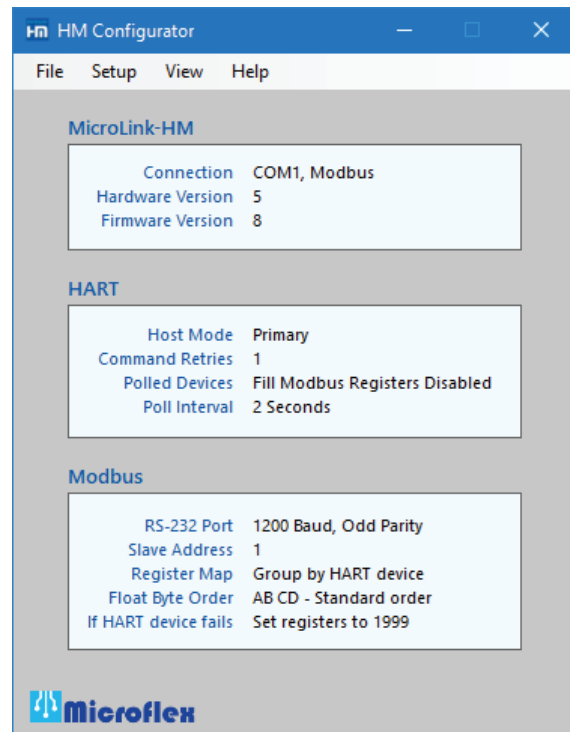 HM Configurator
File Setup View Help
MicroLink-HM
Connection COM1, Modbus
Hardware Version 5
Firmware Version 8
HART
Host Mode Primary
Command Retries 1
Polled Devices Fill Modbus Registers Disabled
Poll Interval 2 Seconds
Modbus
RS-232 Port 1200 Baud, Odd Parity
Slave Address 1
Register Map Group by HART device
Float Byte Order AB CD - Standard order
If HART device fails Set registers to 1999
Microflex